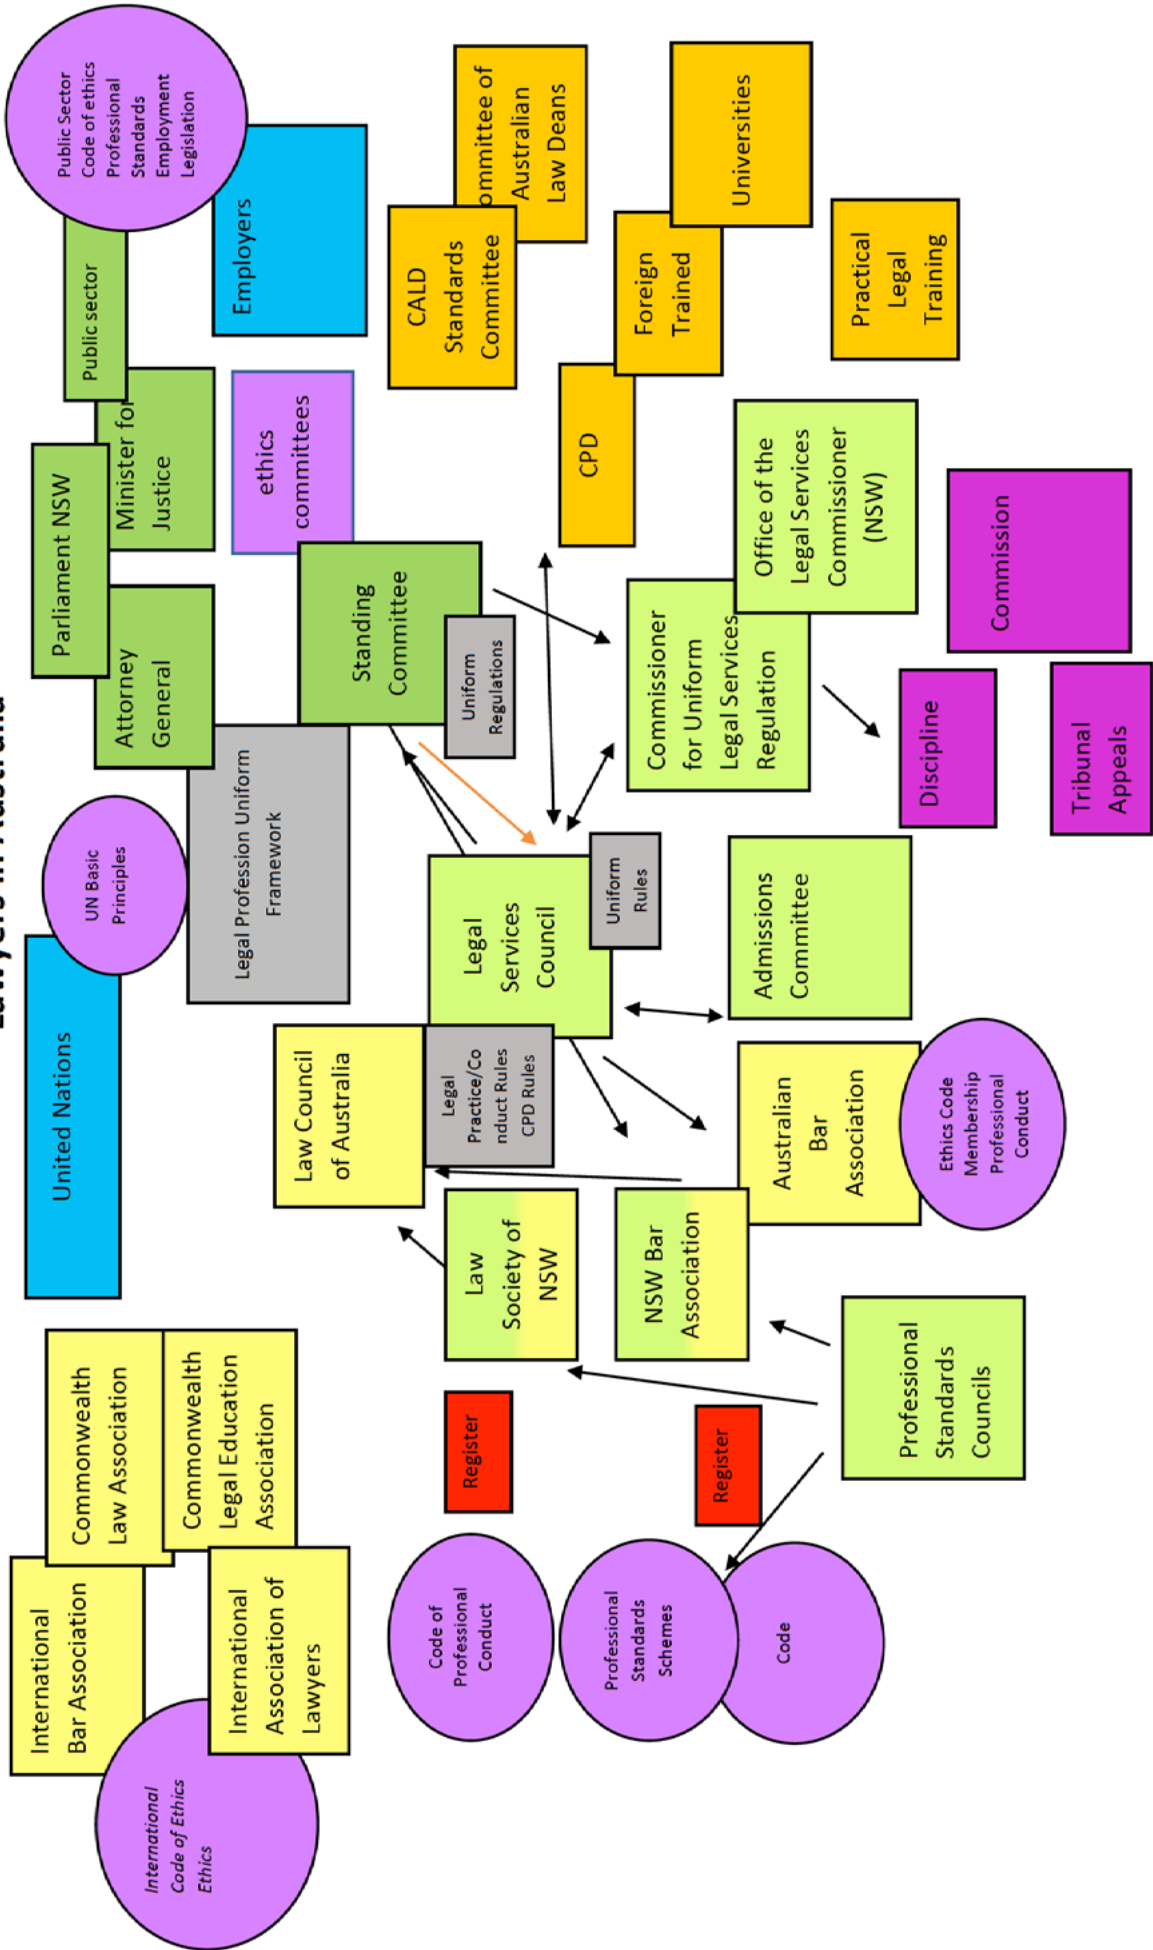 Lawyers in Australia
International
Bar Association
Commonwealth
Law Association
Commonwealth
Legal Education
Association
International
Association of
Lawyers
International
Code of Ethics
Ethics
United Nations
UN Basic
Principles
Legal Profession Uniform
Framework
Parliament NSW
Attorney
General
Minister for
Justice
Public sector
Public Sector
Code of ethics
Professional
Standards
Employment
Legislation
Employers
ethics
committees
Standing
Committee
Uniform
Regulations
Law Council
of Australia
Legal
Practice/Co
nduct Rules
CPD Rules
Legal
Services
Council
Uniform
Rules
CALD
Standards
Committee
ommittee of
Australian
Law Deans
CPD
Foreign
Trained
Universities
Practical
Legal
Training
Code of
Professional
Conduct
Register
Law
Society of
NSW
Professional
Standards
Schemes
Code
Register
NSW Bar
Association
Australian
Bar
Association
Ethics Code
Membership
Professional
Conduct
Professional
Standards
Councils
Admissions
Committee
Commissioner
for Uniform
Legal Services
Regulation
Office of the
Legal Services
Commissioner
(NSW)
Discipline
Commission
Tribunal
Appeals